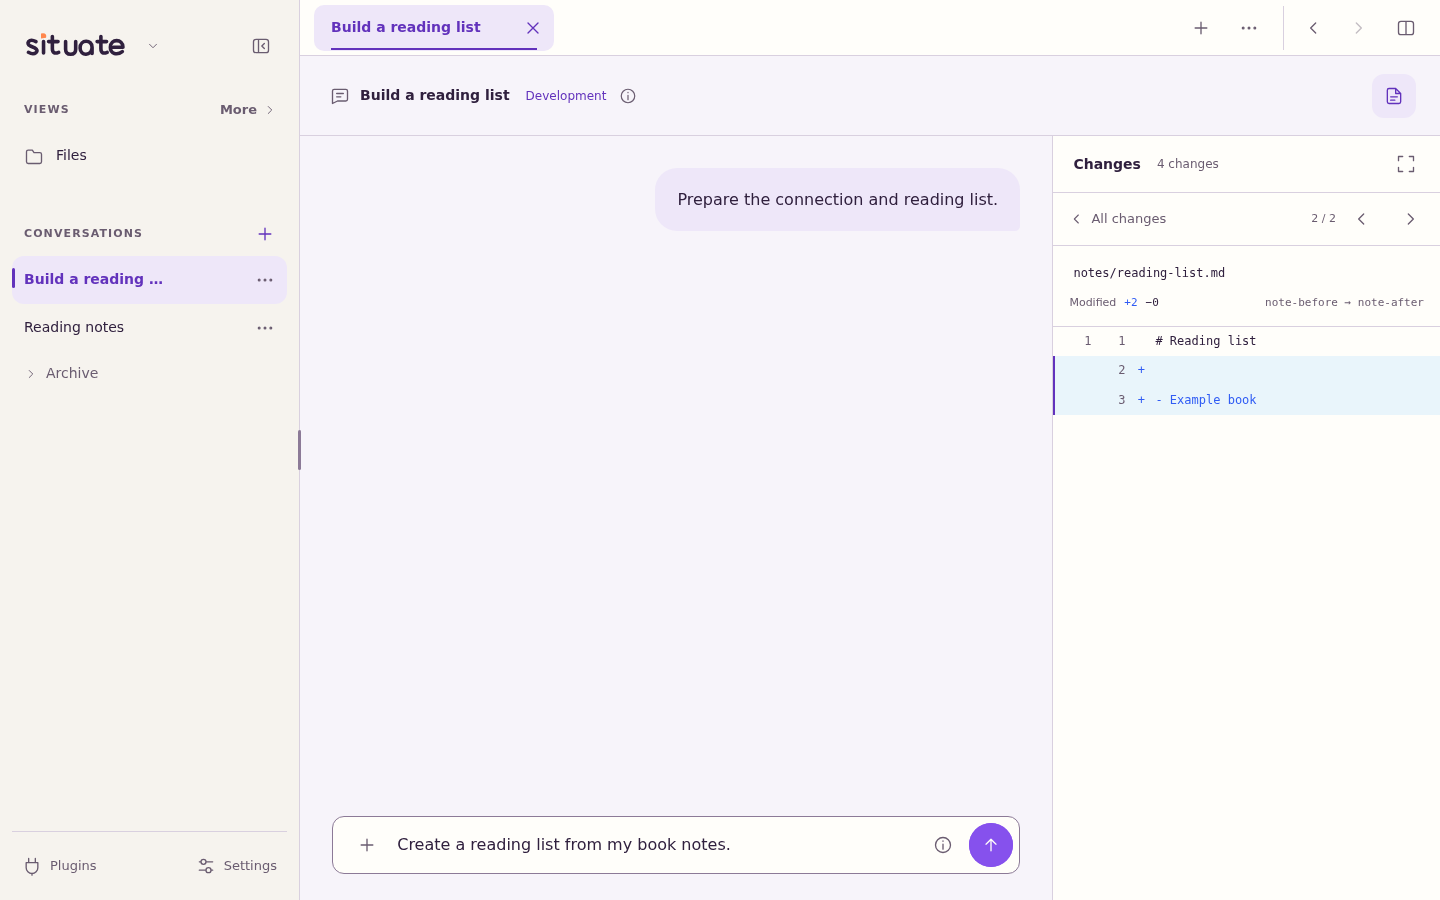 situate
VIEWS
More
Files
CONVERSATIONS
Build a reading ...
Reading notes
Archive
Plugins
Settings
Build a reading list
Build a reading list Development
Prepare the connection and reading list.
Create a reading list from my book notes.
Changes 4 changes
All changes 2 / 2
notes/reading-list.md
Modified +2 −0 note-before → note-after
1 1 # Reading list
2 +
3 + - Example book